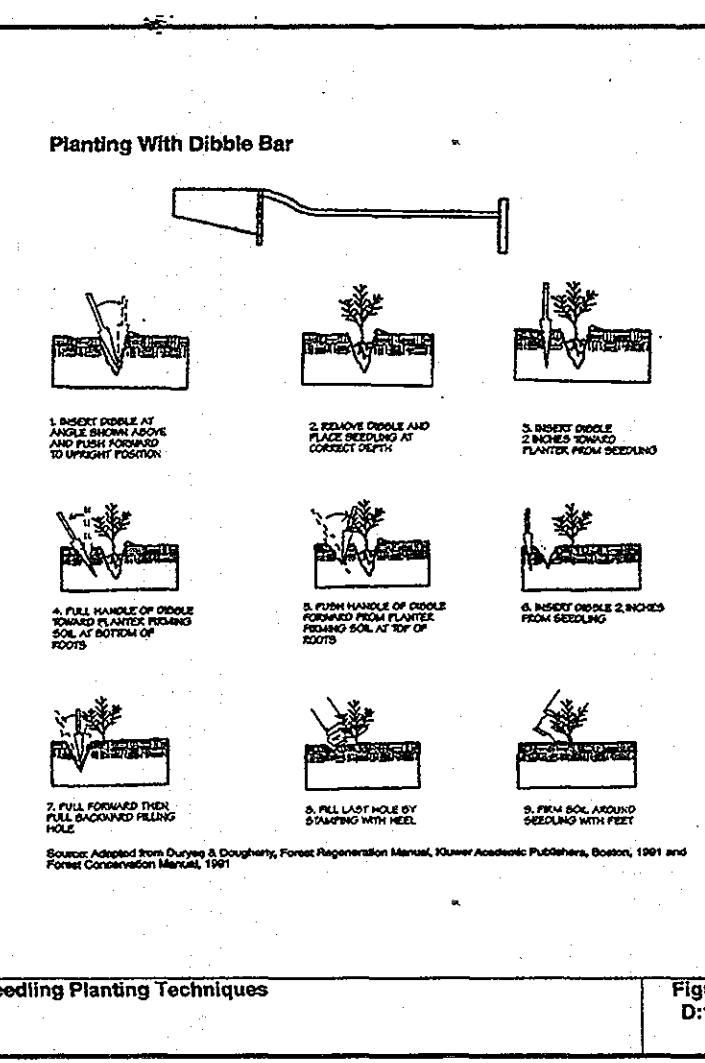 Planting With Dibble Bar
1. INSERT DIBBLE AT
ANGLE SHOWN ABOVE
AND PUSH FORWARD
TO UPRIGHT POSITION
2. REMOVE DIBBLE AND
PLACE SEEDLING AT
CORRECT DEPTH
3. INSERT DIBBLE
2 INCHES TOWARD
PLANTER FROM SEEDLING
4. PULL HANDLE OF DIBBLE
TOWARD PLANTER FIRMING
SOIL AT BOTTOM OF
ROOTS
5. PUSH HANDLE OF DIBBLE
FORWARD FROM PLANTER
FIRMING SOIL AT TOP OF
ROOTS
6. INSERT DIBBLE 2 INCHES
FROM SEEDLING
7. PULL FORWARD THEN
PULL BACKWARD FILLING
HOLE
8. FILL LAST HOLE BY
STAMPING WITH HEEL
9. FIRM SOIL AROUND
SEEDLING WITH FEET
Source: Adapted from Duryea & Dougherty, Forest Regeneration Manual, Kluwer Academic Publishers, Boston, 1991 and
Forest Conservation Manual, 1991
eedling Planting Techniques
Fig
D: